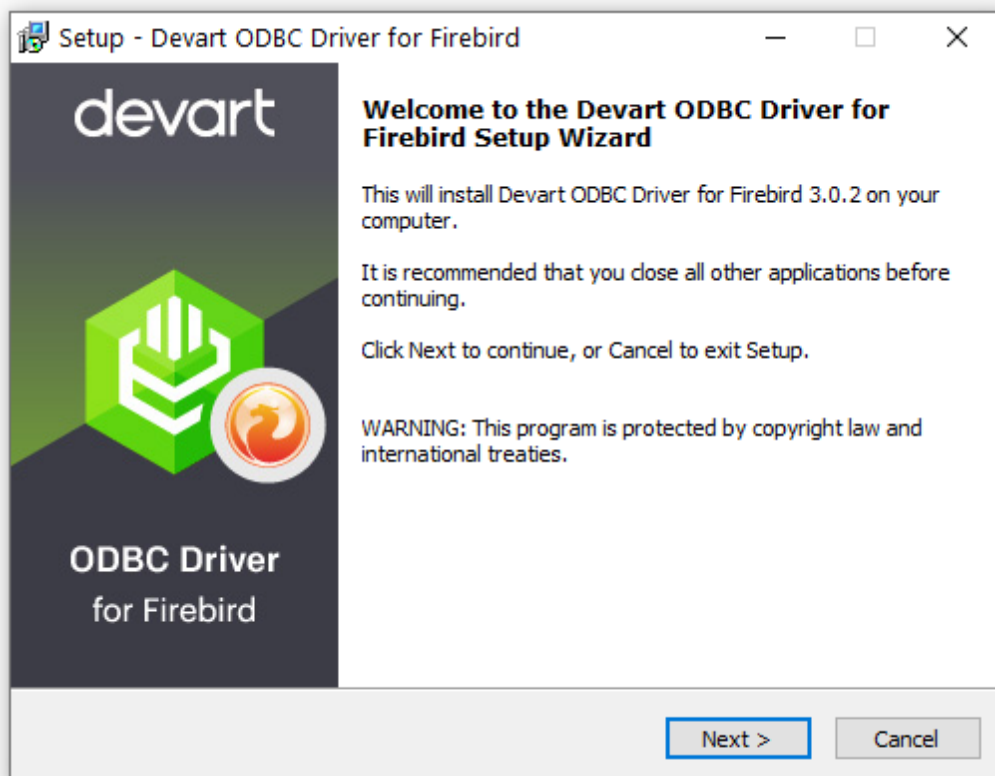 Setup - Devart ODBC Driver for Firebird
devart
Welcome to the Devart ODBC Driver for
Firebird Setup Wizard
This will install Devart ODBC Driver for Firebird 3.0.2 on your
computer.
It is recommended that you close all other applications before
continuing.
Click Next to continue, or Cancel to exit Setup.
WARNING: This program is protected by copyright law and
international treaties.
ODBC Driver
for Firebird
Next >
Cancel